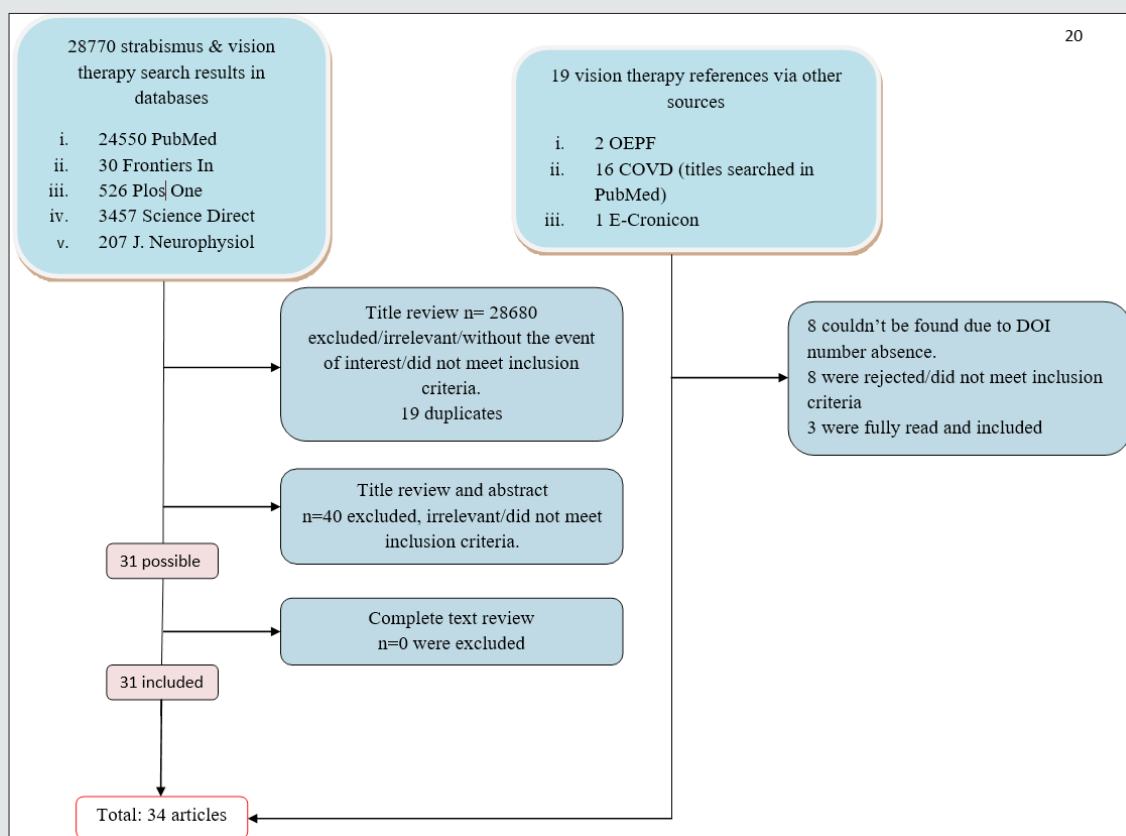 20
28770 strabismus & vision
therapy search results in
databases
i. 24550 PubMed
ii. 30 Frontiers In
iii. 526 Plos One
iv. 3457 Science Direct
v. 207 J. Neurophysiol
19 vision therapy references via other
sources
i. 2 OEPF
ii. 16 COVD (titles searched in
PubMed)
iii. 1 E-Cronicon
Title review n= 28680
excluded/irrelevant/without the event
of interest/did not meet inclusion
criteria.
19 duplicates
8 couldn’t be found due to DOI
number absence.
8 were rejected/did not meet inclusion
criteria
3 were fully read and included
Title review and abstract
n=40 excluded, irrelevant/did not meet
inclusion criteria.
31 possible
Complete text review
n=0 were excluded
31 included
Total: 34 articles